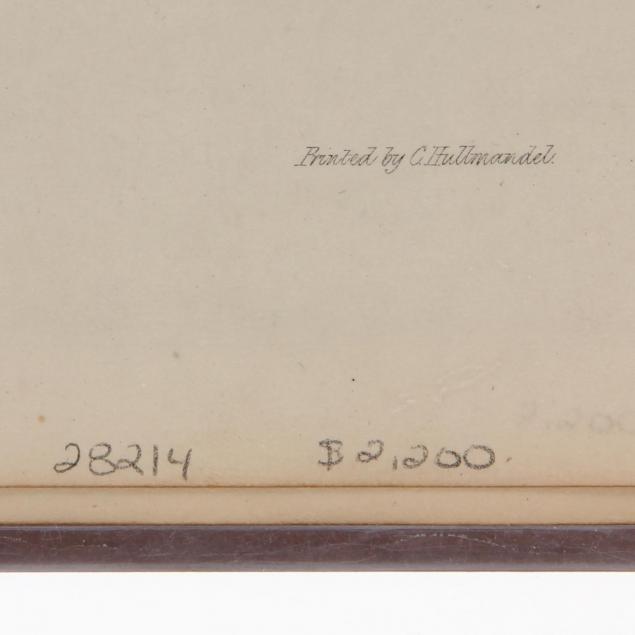 Printed by C. Hullmandel.
28214 $2,200.